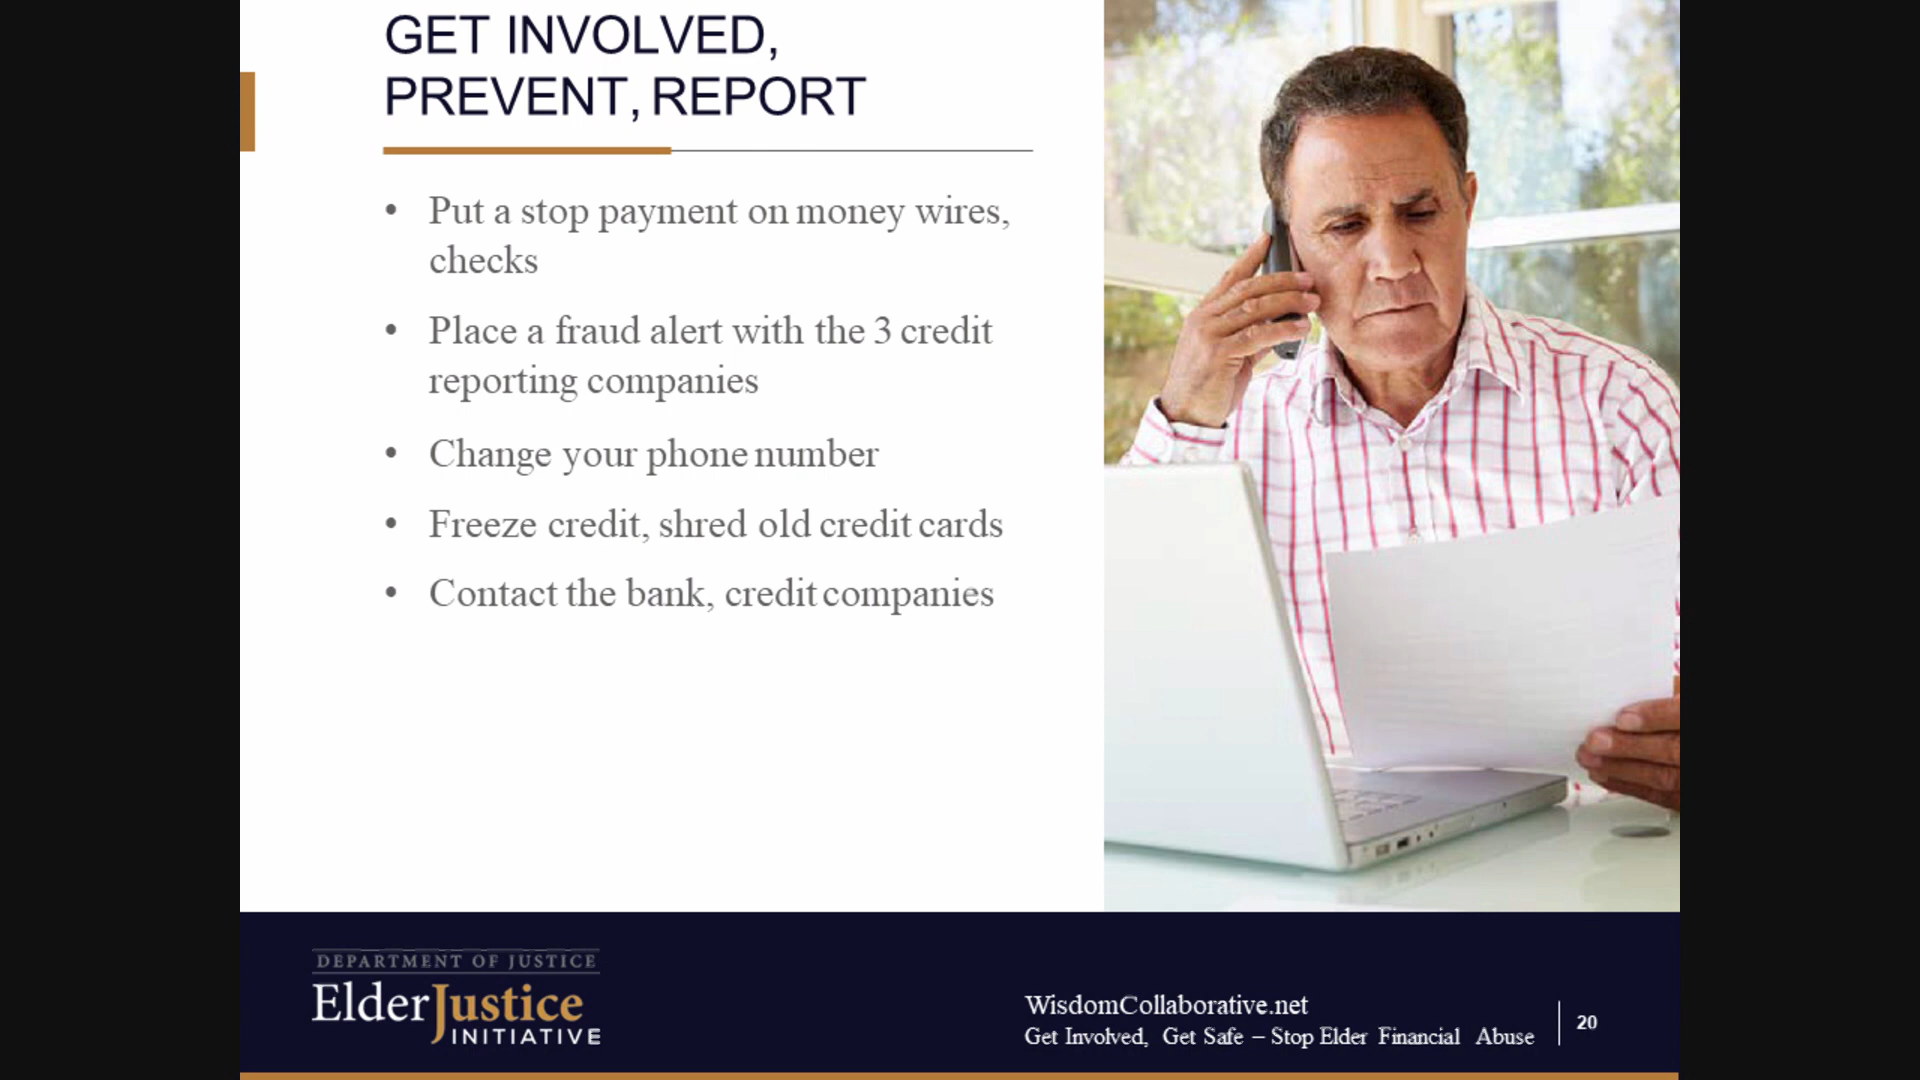 GET INVOLVED,
PREVENT, REPORT
• Put a stop payment on money wires,
checks
• Place a fraud alert with the 3 credit
reporting companies
• Change your phone number
• Freeze credit, shred old credit cards
• Contact the bank, credit companies
DEPARTMENT OF JUSTICE
ElderJustice
INITIATIVE
WisdomCollaborative.net
Get Involved, Get Safe – Stop Elder Financial Abuse
20